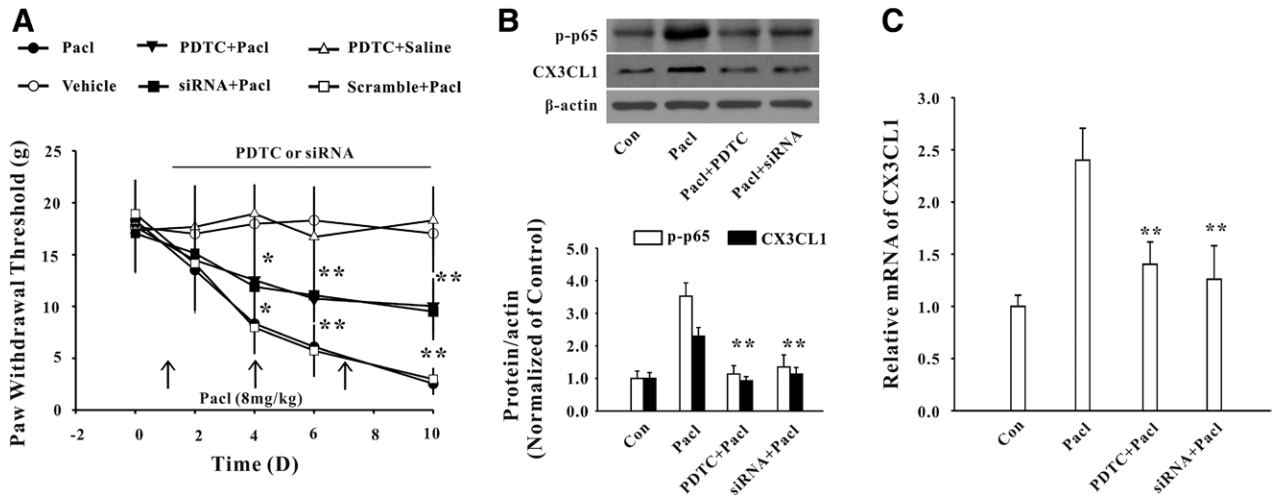 A
Pacl
PDTC+Pacl
PDTC+Saline
Vehicle
siRNA+Pacl
Scramble+Pacl
Paw Withdrawal Threshold (g)
25
20
15
10
5
0
PDTC or siRNA
*
**
**
*
**
**
Pacl (8mg/kg)
-2
0
2
4
6
10
Time (D)
B
p-p65
CX3CL1
β-actin
Con
Pacl
Pacl+PDTC
Pacl+siRNA
Protein/actin
(Normalized of Control)
5.0
4.0
3.0
2.0
1.0
0.0
p-p65
CX3CL1
**
**
Con
Pacl
PDTC+Pacl
siRNA+Pacl
C
Relative mRNA of CX3CL1
3.0
2.5
2.0
1.5
1.0
0.5
0.0
**
**
Con
Pacl
PDTC+Pacl
siRNA+Pacl